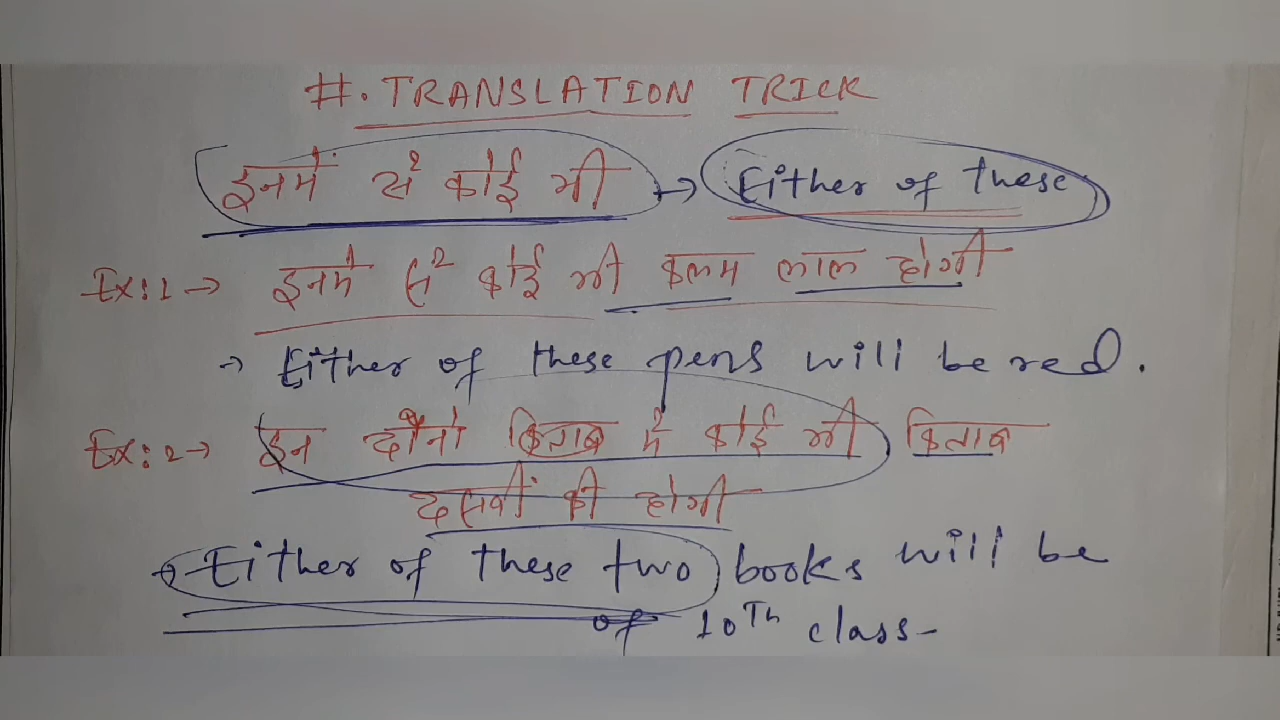 #. TRANSLATION TRICK
इनमें से कोई भी → Either of these
Ex:1→ इनमें से कोई भी कलम लाल होगी
→ Either of these pens will be red.
Ex:2→ इन दोनों किताब में कोई भी किताब
दसवीं की होगी
→ Either of these two books will be
of 10Th class-